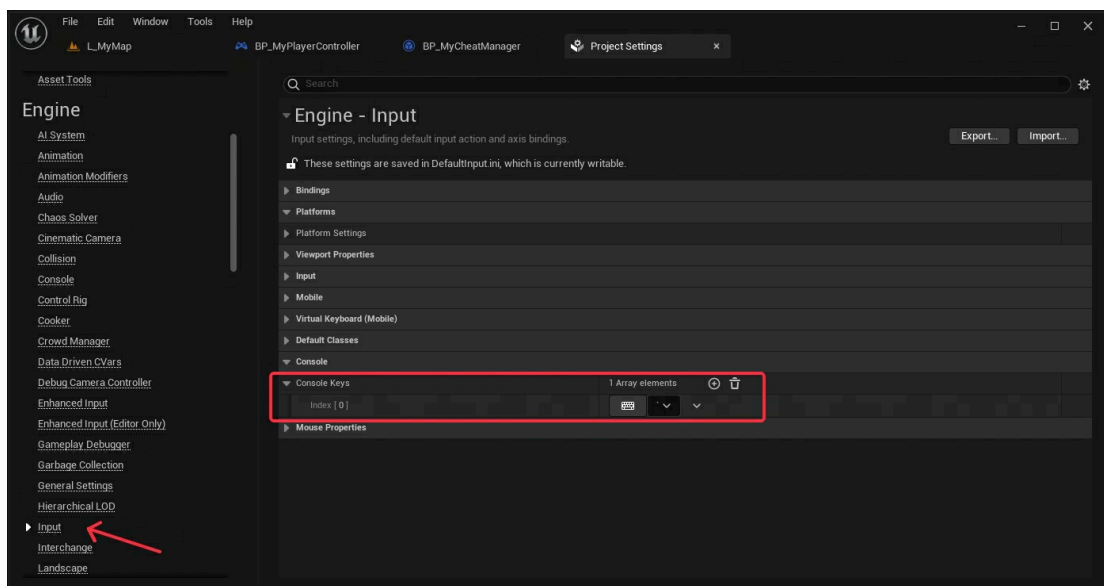 File Edit Window Tools Help
L_MyMap BP_MyPlayerController BP_MyCheatManager Project Settings
Asset Tools
Engine
AI System
Animation
Animation Modifiers
Audio
Chaos Solver
Cinematic Camera
Collision
Console
Control Rig
Cooker
Crowd Manager
Data Driven CVars
Debug Camera Controller
Enhanced Input
Enhanced Input (Editor Only)
Gameplay Debugger
Garbage Collection
General Settings
Hierarchical LOD
Input
Interchange
Landscape
Search
Engine - Input
Input settings, including default input action and axis bindings.
Export... Import...
These settings are saved in DefaultInput.ini, which is currently writable.
Bindings
Platforms
Platform Settings
Viewport Properties
Input
Mobile
Virtual Keyboard (Mobile)
Default Classes
Console
Console Keys 1 Array elements
Index [ 0 ] `
Mouse Properties